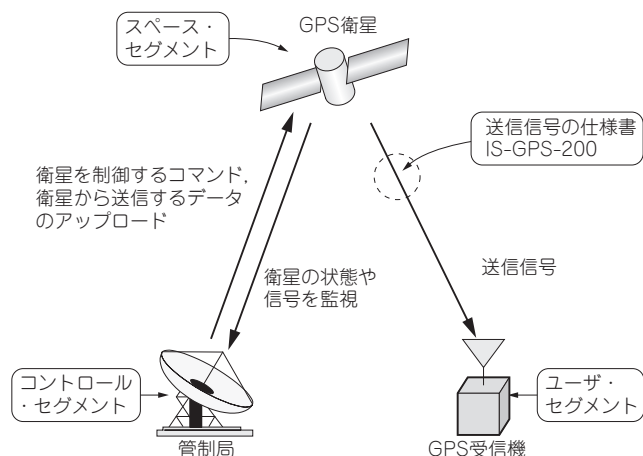 スペース・
セグメント
GPS衛星
送信信号の仕様書
IS-GPS-200
衛星を制御するコマンド,
衛星から送信するデータ
のアップロード
衛星の状態や
信号を監視
送信信号
コントロール
・セグメント
管制局
ユーザ・
セグメント
GPS受信機